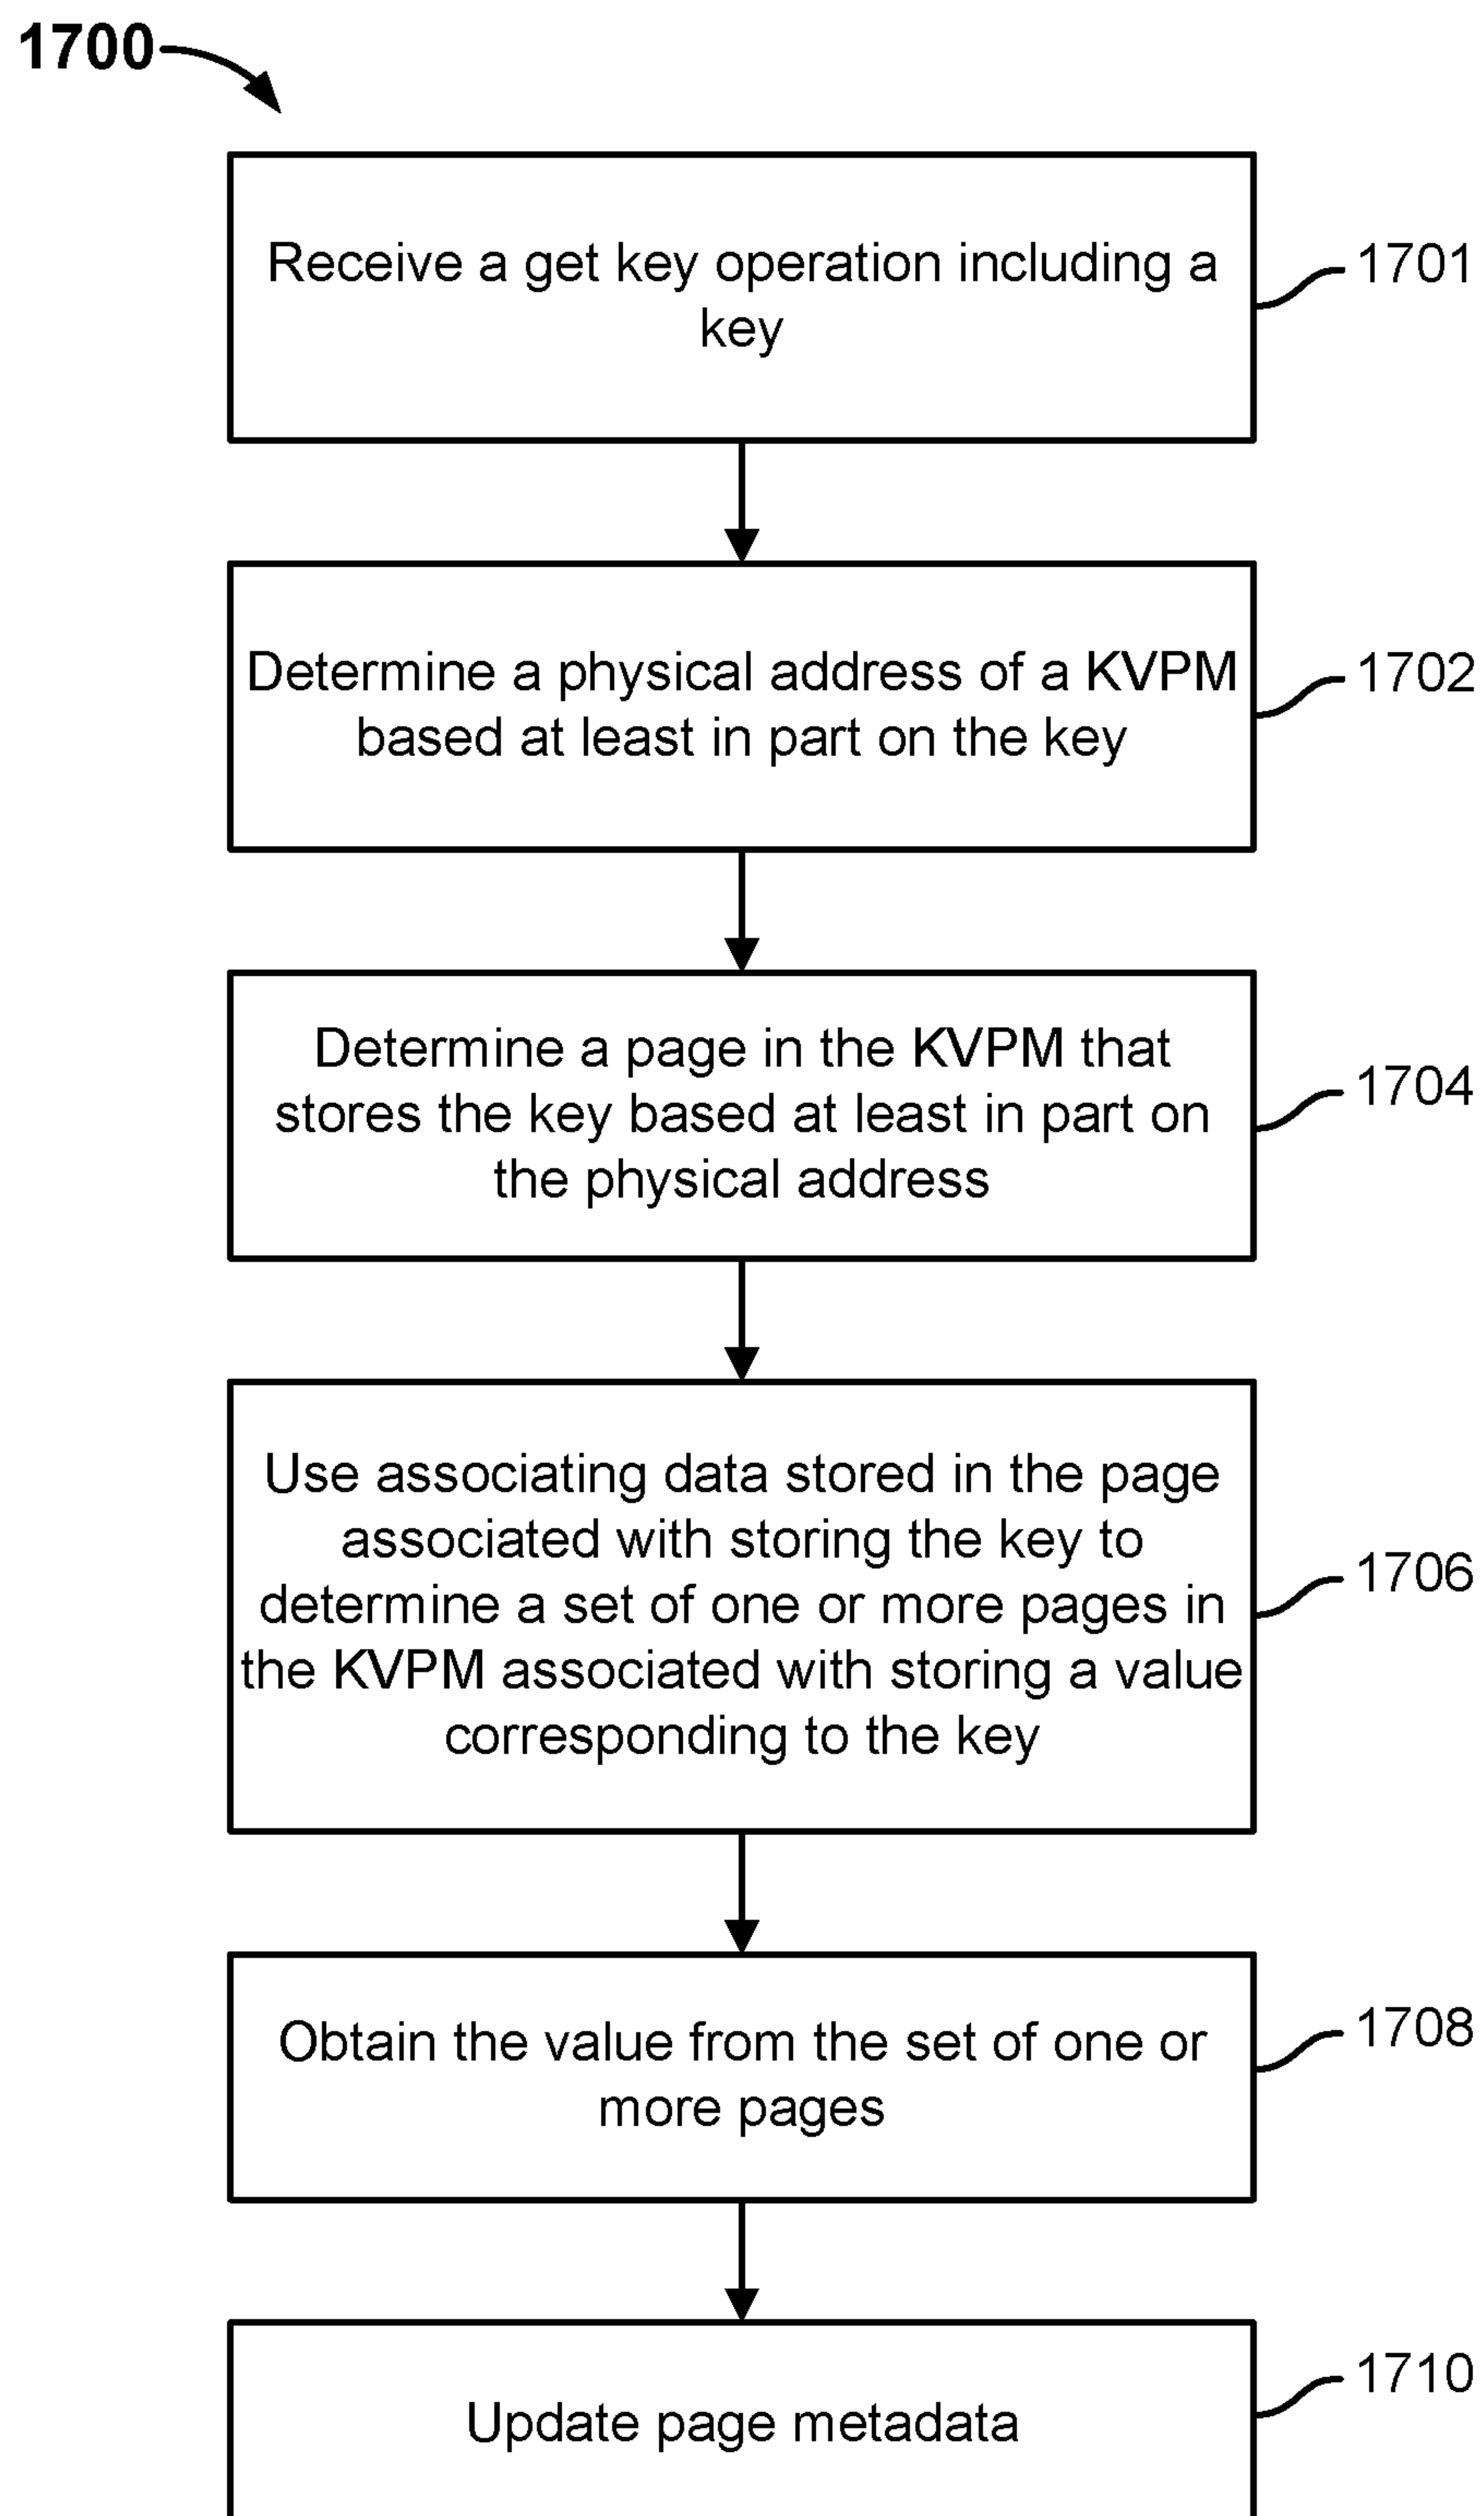 1700
Receive a get key operation including a
key
1701
Determine a physical address of a KVPM
based at least in part on the key
1702
Determine a page in the KVPM that
stores the key based at least in part on
the physical address
1704
Use associating data stored in the page
associated with storing the key to
determine a set of one or more pages in
the KVPM associated with storing a value
corresponding to the key
1706
Obtain the value from the set of one or
more pages
1708
Update page metadata
1710